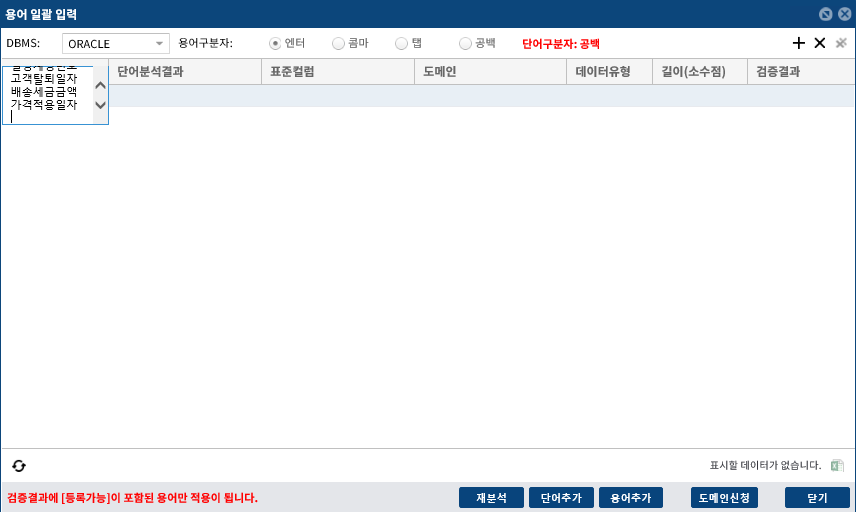 용어 일괄 입력
DBMS: ORACLE 용어구분자: 엔터 콤마 탭 공백 단어구분자: 공백
단어분석결과 표준컬럼 도메인 데이터유형 길이(소수점) 검증결과
고객탈퇴일자
배송세금금액
가격적용일자
표시할 데이터가 없습니다.
검증결과에 [등록가능]이 포함된 용어만 적용이 됩니다. 재분석 단어추가 용어추가 도메인신청 닫기